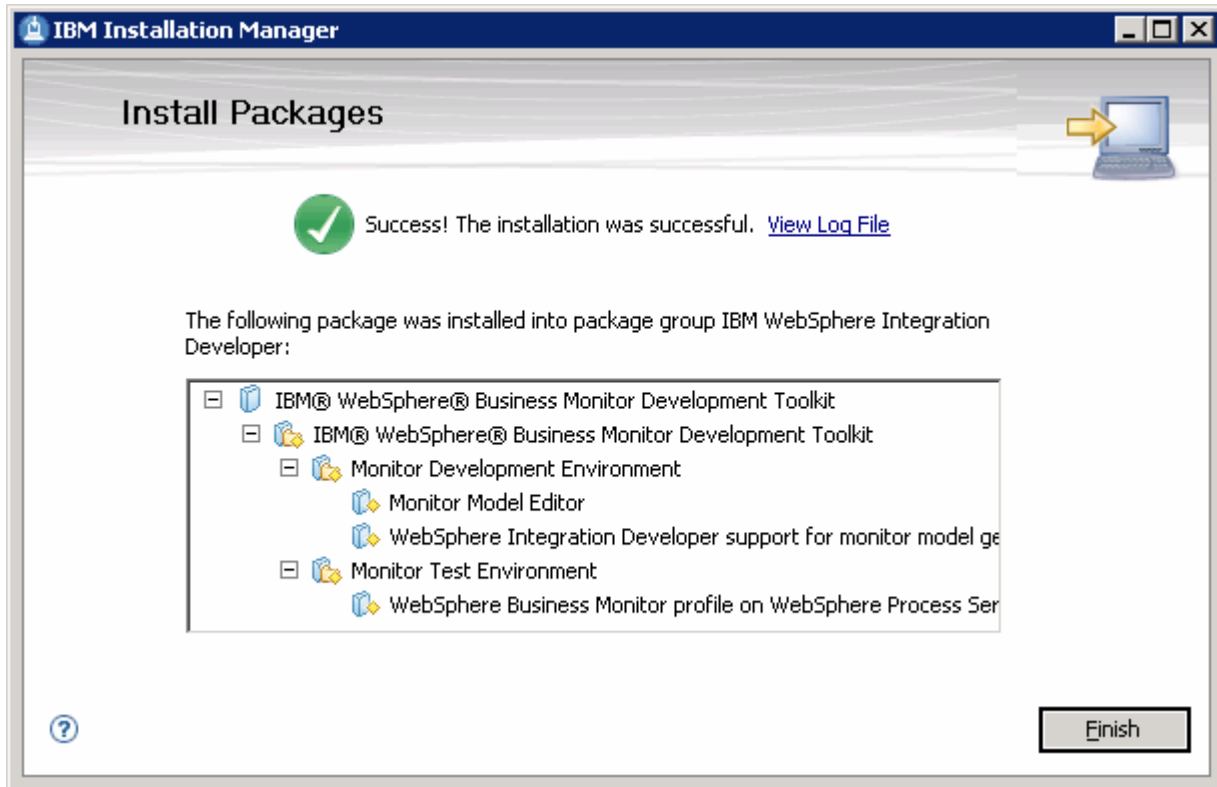 IBM Installation Manager
Install Packages
Success! The installation was successful. View Log File
The following package was installed into package group IBM WebSphere Integration
Developer:
IBM® WebSphere® Business Monitor Development Toolkit
IBM® WebSphere® Business Monitor Development Toolkit
Monitor Development Environment
Monitor Model Editor
WebSphere Integration Developer support for monitor model ge
Monitor Test Environment
WebSphere Business Monitor profile on WebSphere Process Ser
?
Finish